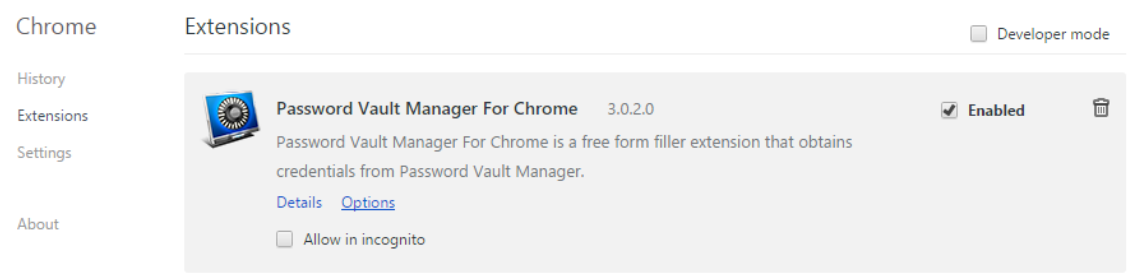 Chrome
History
Extensions
Settings
About
Extensions
Developer mode
Password Vault Manager For Chrome 3.0.2.0
Enabled
Password Vault Manager For Chrome is a free form filler extension that obtains
credentials from Password Vault Manager.
Details Options
Allow in incognito